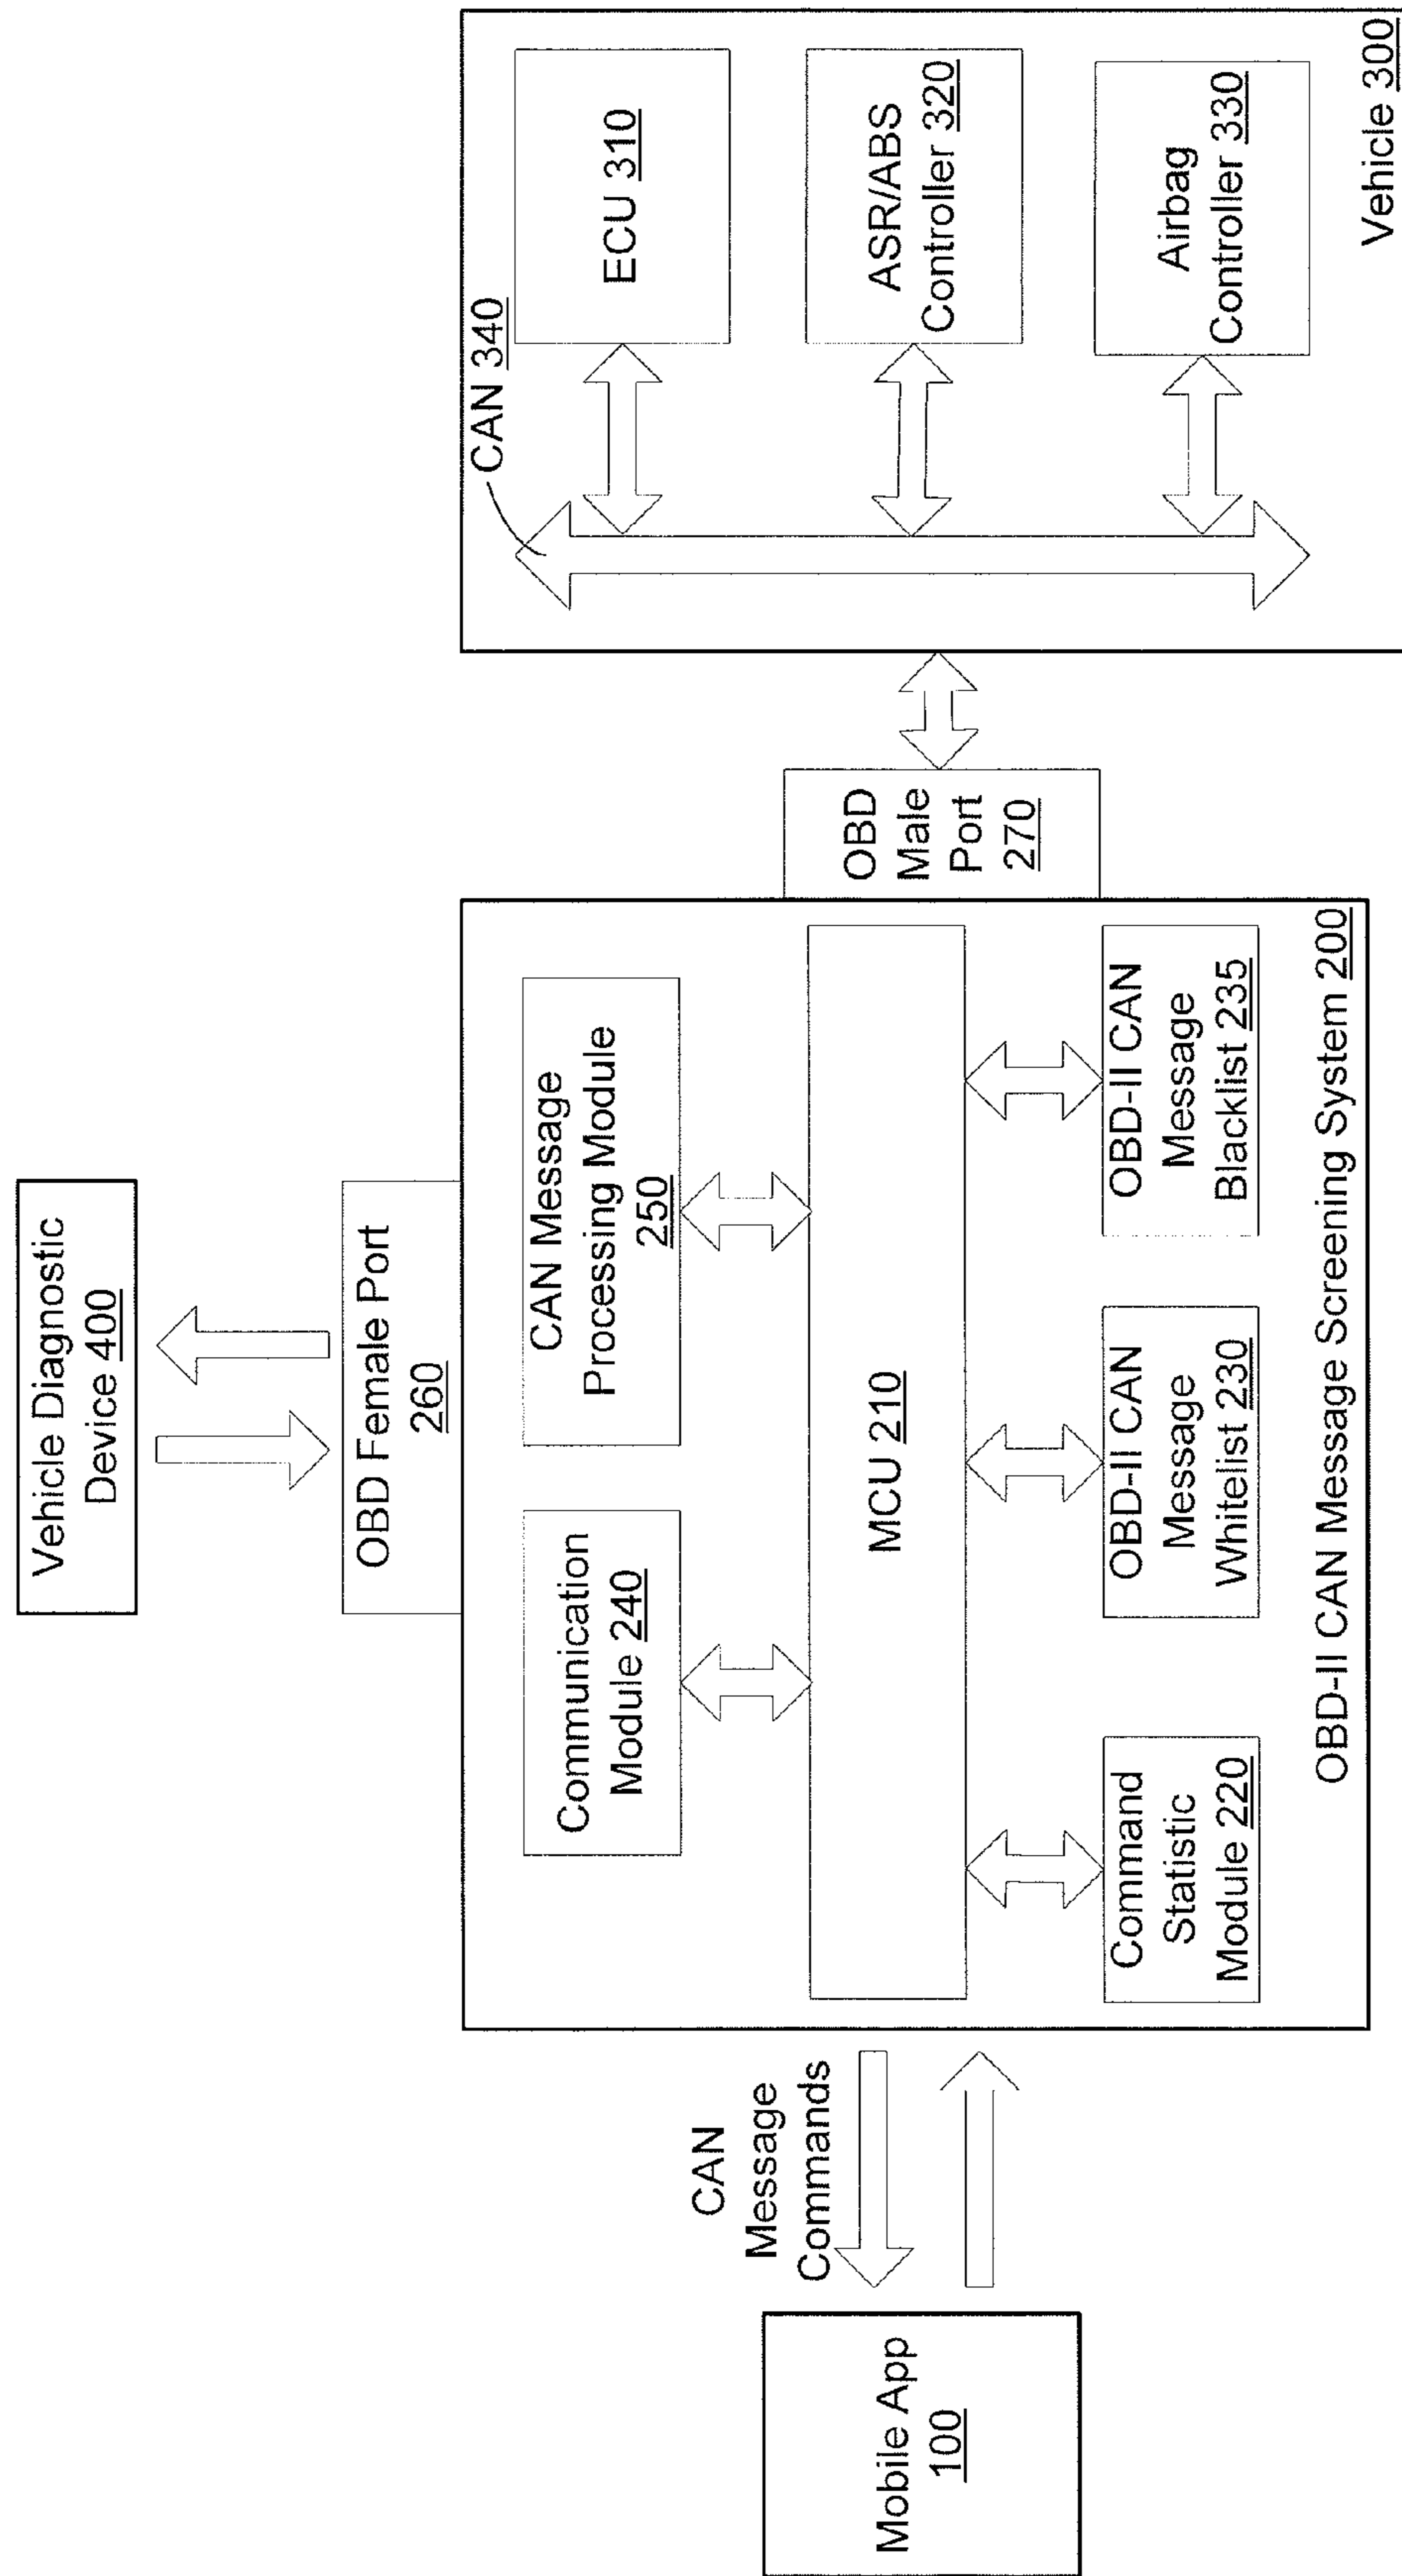 Vehicle Diagnostic
Device 400
OBD Female Port
260
CAN Message
Commands
Mobile App
100
Communication
Module 240
CAN Message
Processing Module
250
MCU 210
Command
Statistic
Module 220
OBD-II CAN
Message
Whitelist 230
OBD-II CAN
Message
Blacklist 235
OBD-II CAN Message Screening System 200
OBD
Male
Port
270
CAN 340
ECU 310
ASR/ABS
Controller 320
Airbag
Controller 330
Vehicle 300